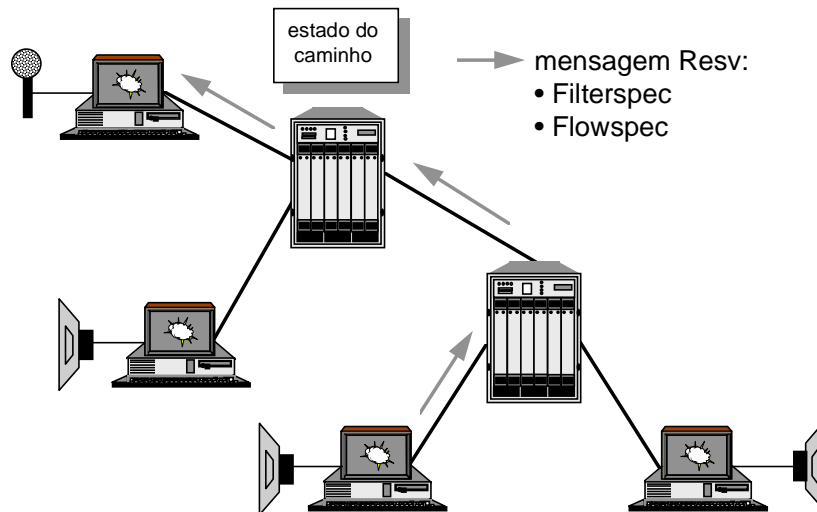 estado do
caminho
mensagem Resv:
• Filterspec
• Flowspec